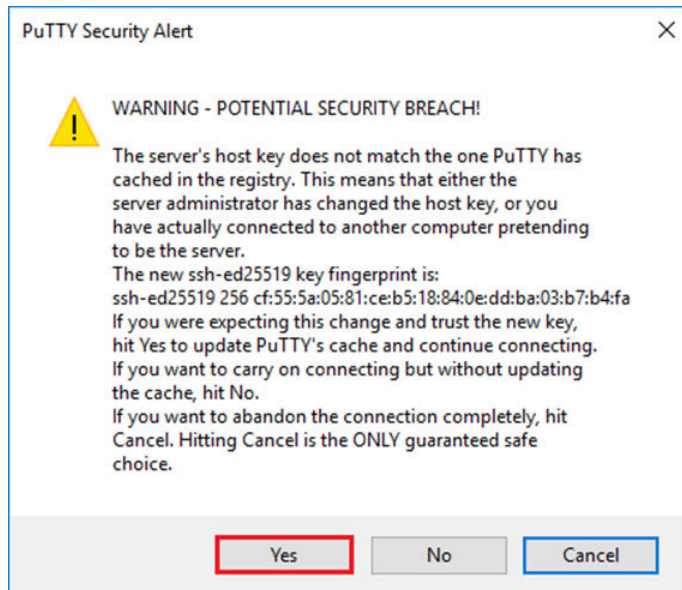 PuTTY Security Alert
WARNING - POTENTIAL SECURITY BREACH!
The server's host key does not match the one PuTTY has
cached in the registry. This means that either the
server administrator has changed the host key, or you
have actually connected to another computer pretending
to be the server.
The new ssh-ed25519 key fingerprint is:
ssh-ed25519 256 cf:55:5a:05:81:ce:b5:18:84:0e:dd:ba:03:b7:b4:fa
If you were expecting this change and trust the new key,
hit Yes to update PuTTY's cache and continue connecting.
If you want to carry on connecting but without updating
the cache, hit No.
If you want to abandon the connection completely, hit
Cancel. Hitting Cancel is the ONLY guaranteed safe
choice.
Yes No Cancel